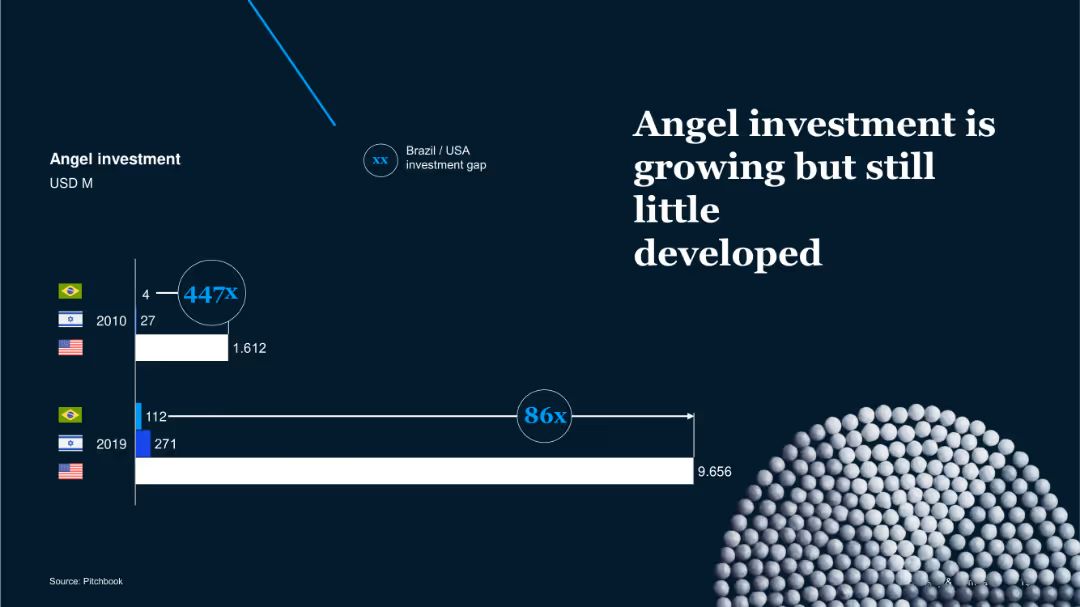 Angel investment is
growing but still
little
developed
Angel investment
USD M
xx
Brazil / USA
investment gap
4
447x
2010
27
1.612
112
86x
2019
271
9.656
Source: Pitchbook